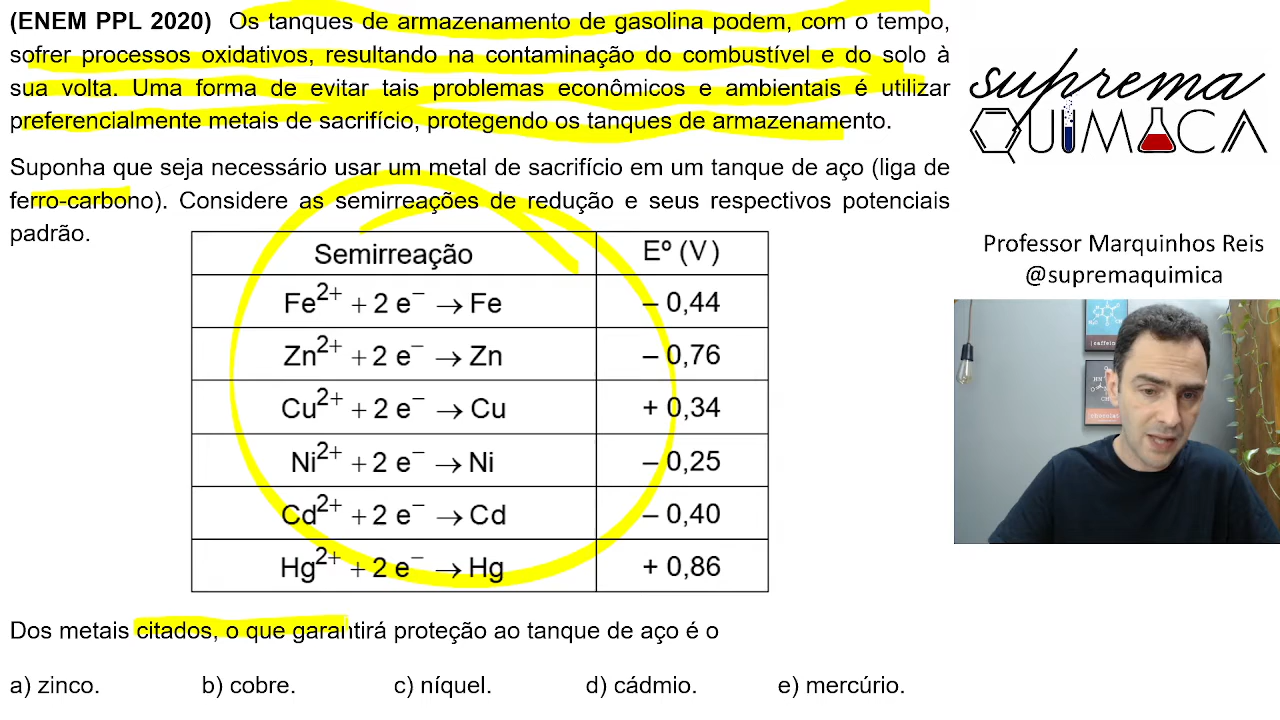 (ENEM PPL 2020) Os tanques de armazenamento de gasolina podem, com o tempo,
sofrer processos oxidativos, resultando na contaminação do combustível e do solo à
sua volta. Uma forma de evitar tais problemas econômicos e ambientais é utilizar
preferencialmente metais de sacrifício, protegendo os tanques de armazenamento.
Suponha que seja necessário usar um metal de sacrifício em um tanque de aço (liga de
ferro-carbono). Considere as semirreações de redução e seus respectivos potenciais
padrão.
Semirreação Eº (V)
Fe²⁺ + 2 e⁻ → Fe – 0,44
Zn²⁺ + 2 e⁻ → Zn – 0,76
Cu²⁺ + 2 e⁻ → Cu + 0,34
Ni²⁺ + 2 e⁻ → Ni – 0,25
Cd²⁺ + 2 e⁻ → Cd – 0,40
Hg²⁺ + 2 e⁻ → Hg + 0,86
Dos metais citados, o que garantirá proteção ao tanque de aço é o
a) zinco. b) cobre. c) níquel. d) cádmio. e) mercúrio.
suprema
QUÍMICA
Professor Marquinhos Reis
@supremaquimica